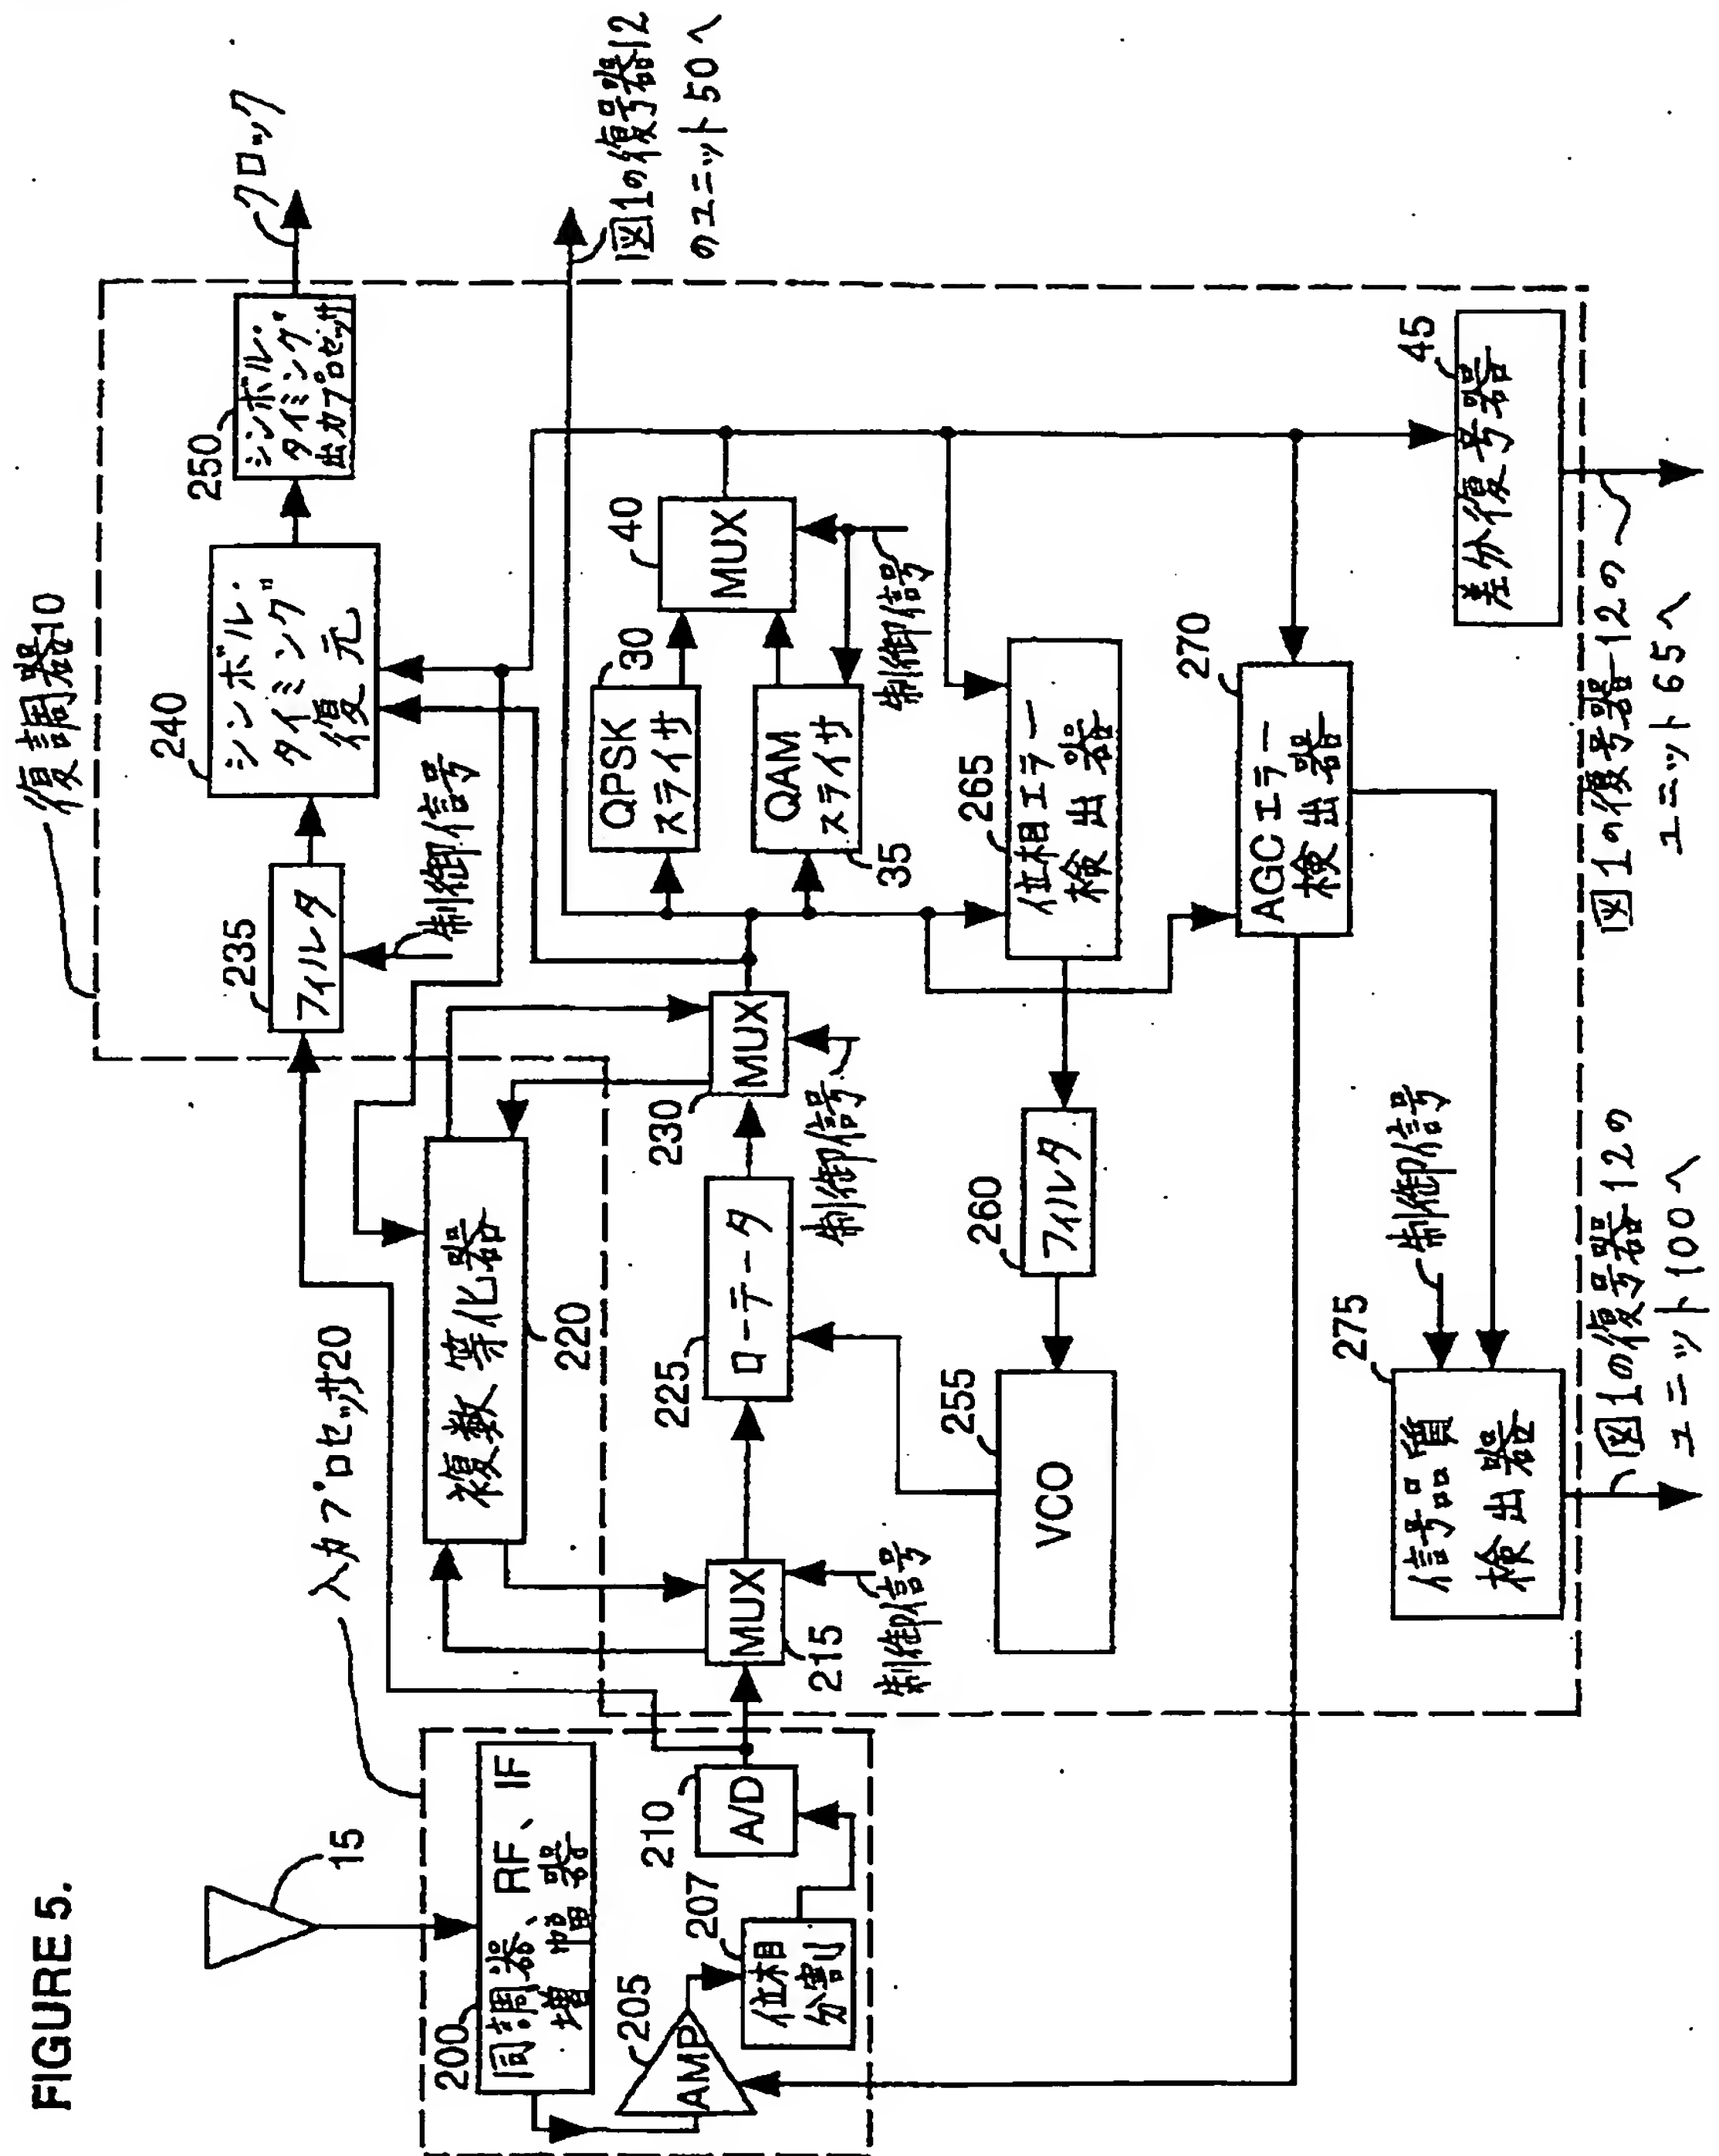 FIGURE 5.
15
200
同調器、RF、IF
増幅器
205
AMP
207
位相
分割
210
A/D
入力プロセッサ20
215
MUX
制御信号
複数等化器
220
225
ロータータ
230
MUX
制御信号
255
VCO
260
フィルタ
265
位相エラー
検出器
270
AGCエラー
検出器
275
信号品質
検出器
制御信号
図1の復号器12の
ユニット100へ
復調器10
235
フィルタ
制御信号
240
シンボル・
タイミング
復元
250
シンボル・
タイミング
出力プロセッサ
クロック
図1の復号器12
のユニット50へ
QPSK
スライサ
30
QAM
スライサ
35
40
MUX
制御信号
45
差分復号器
図1の復号器12の
ユニット65へ